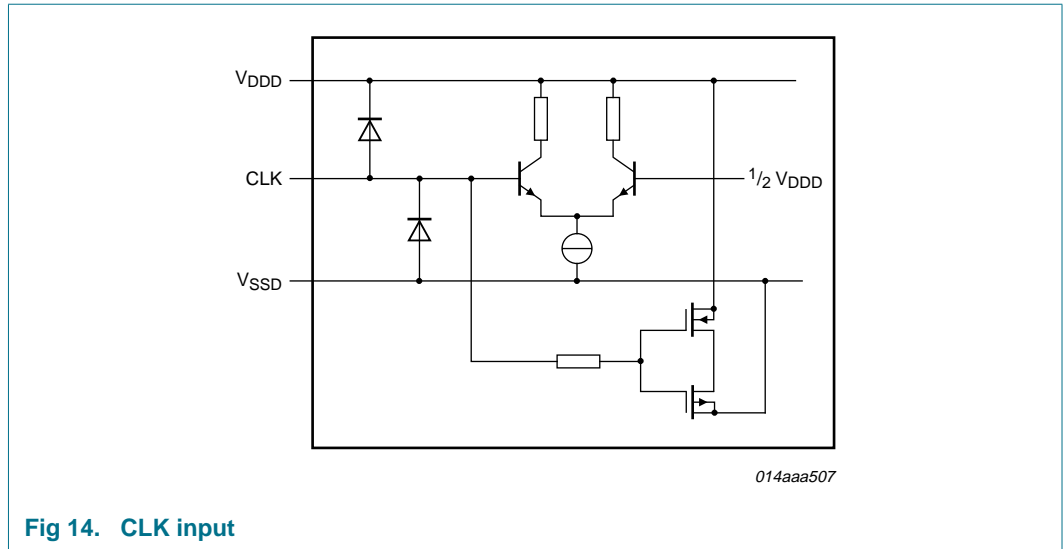 VDDD
CLK
1/2 VDDD
VSSD
014aaa507
Fig 14. CLK input